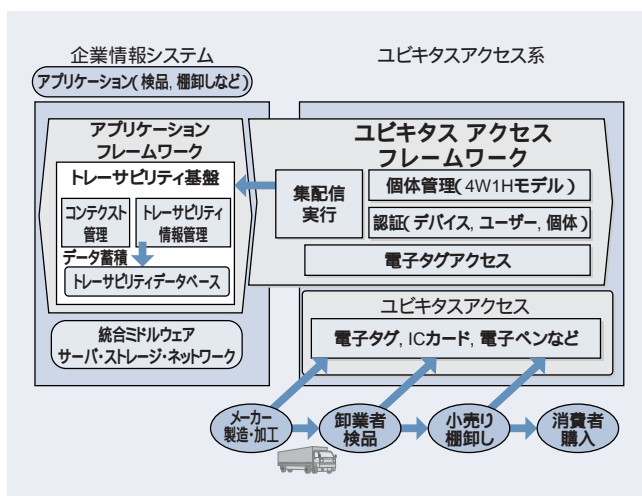 企業情報システム
ユビキタスアクセス系
アプリケーション(検品, 棚卸しなど)
アプリケーション
フレームワーク
トレーサビリティ基盤
コンテクスト
管理
トレーサビリティ
情報管理
データ蓄積
トレーサビリティデータベース
統合ミドルウェア
サーバ・ストレージ・ネットワーク
ユビキタス アクセス
フレームワーク
集配信
実行
個体管理(4W1Hモデル)
認証(デバイス, ユーザー, 個体)
電子タグアクセス
ユビキタスアクセス
電子タグ, ICカード, 電子ペンなど
メーカー
製造・加工
卸業者
検品
小売り
棚卸し
消費者
購入